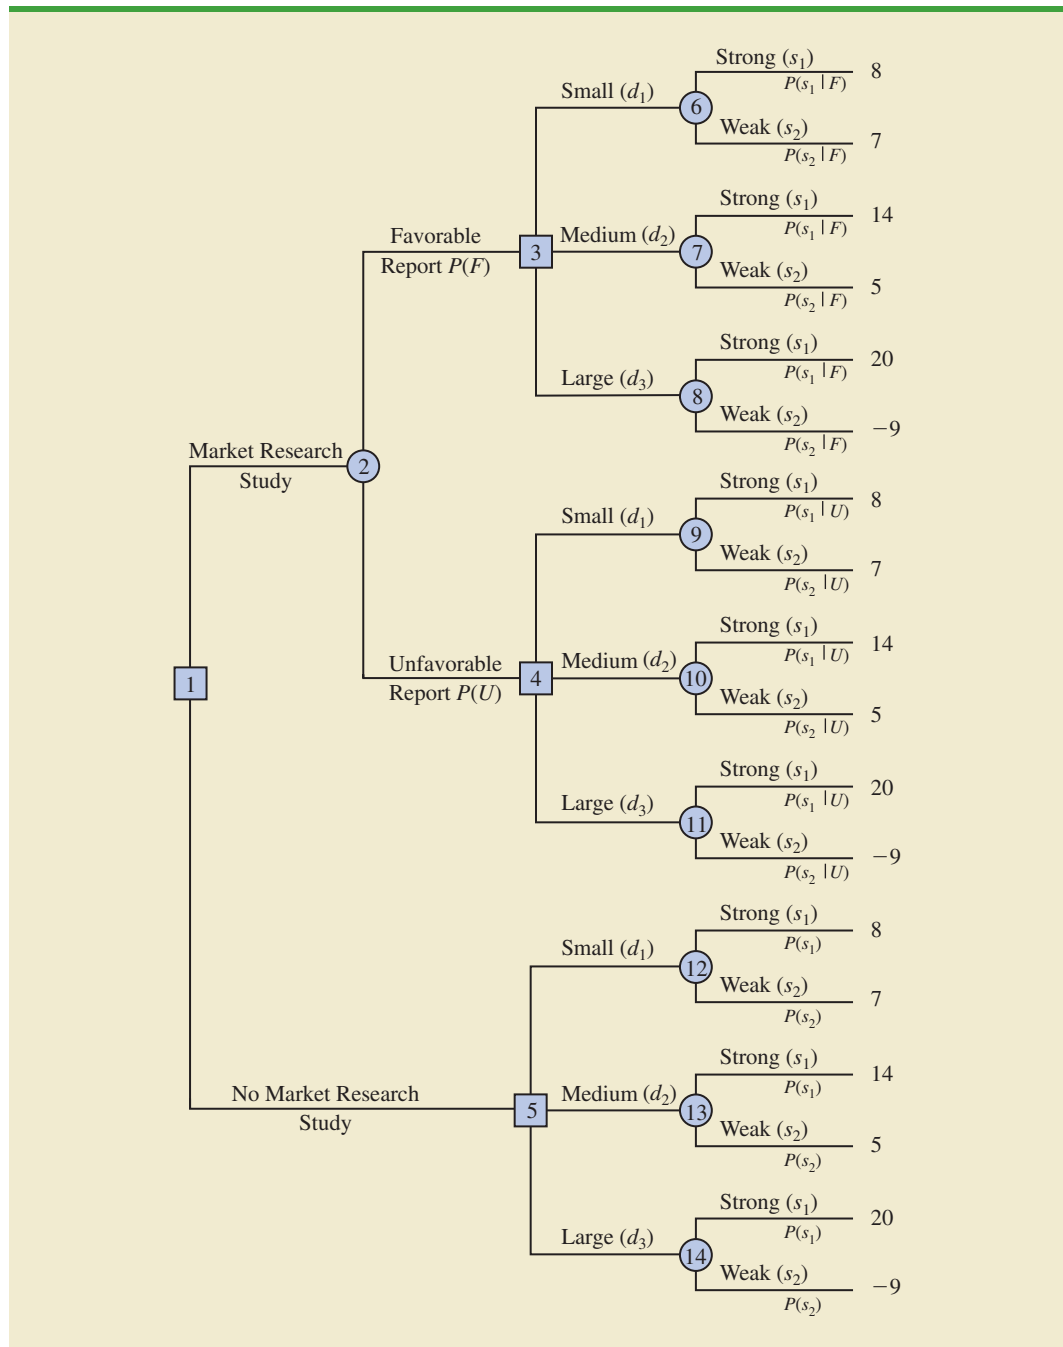 Strong (s₁)
P(s₁ | F)
8
Small (d₁)
6
Weak (s₂)
P(s₂ | F)
7
Strong (s₁)
P(s₁ | F)
14
Favorable
Report P(F)
3
Medium (d₂)
7
Weak (s₂)
P(s₂ | F)
5
Strong (s₁)
P(s₁ | F)
20
Large (d₃)
8
Weak (s₂)
P(s₂ | F)
−9
Market Research
Study
2
Strong (s₁)
P(s₁ | U)
8
Small (d₁)
9
Weak (s₂)
P(s₂ | U)
7
Strong (s₁)
P(s₁ | U)
14
1
Unfavorable
Report P(U)
4
Medium (d₂)
10
Weak (s₂)
P(s₂ | U)
5
Strong (s₁)
P(s₁ | U)
20
Large (d₃)
11
Weak (s₂)
P(s₂ | U)
−9
Strong (s₁)
P(s₁)
8
Small (d₁)
12
Weak (s₂)
P(s₂)
7
Strong (s₁)
P(s₁)
14
No Market Research
Study
5
Medium (d₂)
13
Weak (s₂)
P(s₂)
5
Strong (s₁)
P(s₁)
20
Large (d₃)
14
Weak (s₂)
P(s₂)
−9